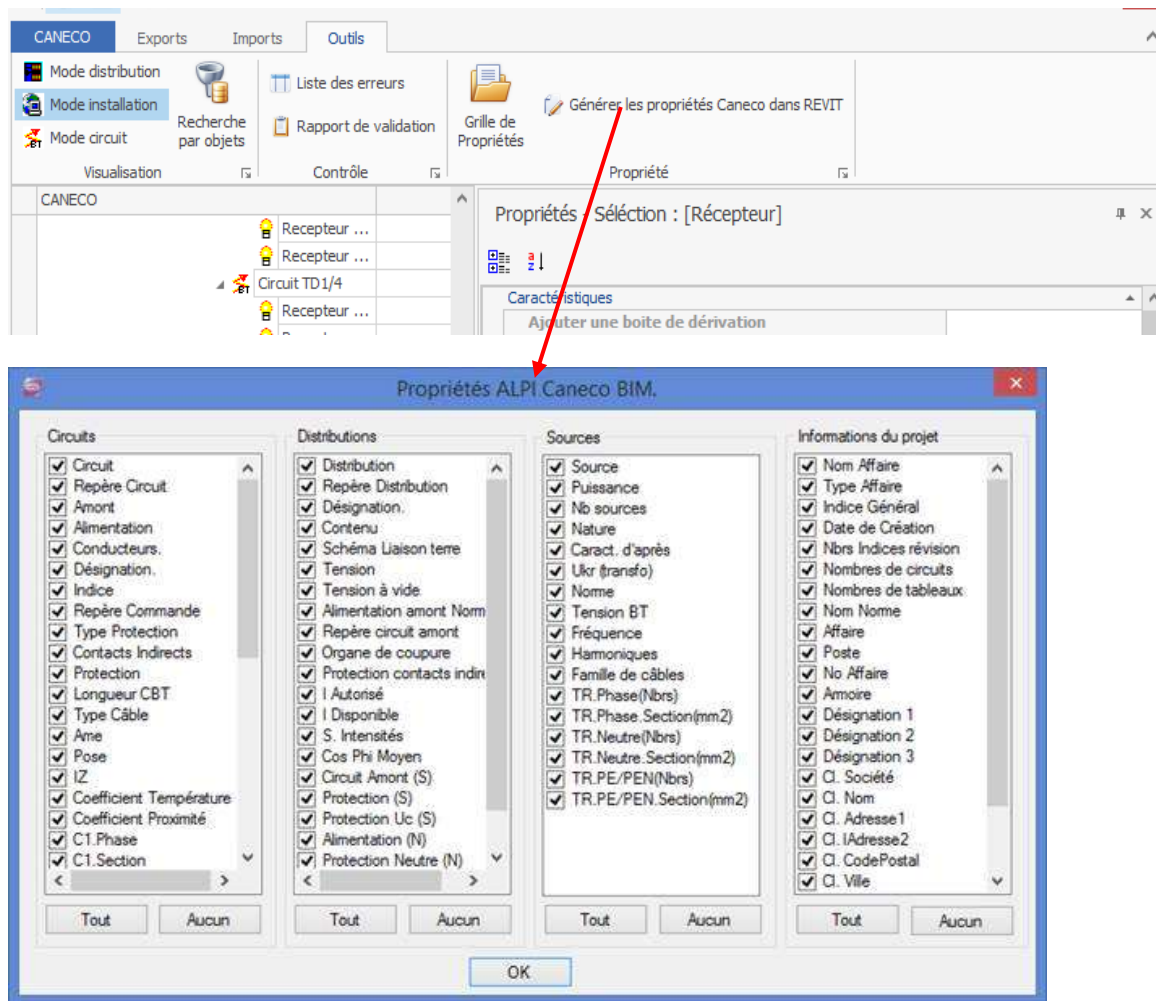 CANECO Exports Imports Outils
Mode distribution
Mode installation
Mode circuit
Recherche
par objets
Visualisation
Liste des erreurs
Rapport de validation
Contrôle
Grille de
Propriétés
Générer les propriétés Caneco dans REVIT
Propriété
CANECO
Recepteur ...
Recepteur ...
Circuit TD1/4
Recepteur ...
Propriétés - Séléction : [Récepteur]
Caractéristiques
Ajouter une boite de dérivation
Propriétés ALPI Caneco BIM.
Circuits
Circuit
Repère Circuit
Amont
Alimentation
Conducteurs.
Désignation.
Indice
Repère Commande
Type Protection
Contacts Indirects
Protection
Longueur CBT
Type Câble
Ame
Pose
IZ
Coefficient Température
Coefficient Proximité
C1.Phase
C1.Section
Tout Aucun
Distributions
Distribution
Repère Distribution
Désignation.
Contenu
Schéma Liaison terre
Tension
Tension à vide
Alimentation amont Norm
Repère circuit amont
Organe de coupure
Protection contacts indire
I Autorisé
I Disponible
S. Intensités
Cos Phi Moyen
Circuit Amont (S)
Protection (S)
Protection Uc (S)
Alimentation (N)
Protection Neutre (N)
Tout Aucun
Sources
Source
Puissance
Nb sources
Nature
Caract. d'après
Ukr (transfo)
Norme
Tension BT
Fréquence
Harmoniques
Famille de câbles
TR.Phase(Nbrs)
TR.Phase.Section(mm2)
TR.Neutre(Nbrs)
TR.Neutre.Section(mm2)
TR.PE/PEN(Nbrs)
TR.PE/PEN.Section(mm2)
Tout Aucun
Informations du projet
Nom Affaire
Type Affaire
Indice Général
Date de Création
Nbrs Indices révision
Nombres de circuits
Nombres de tableaux
Nom Norme
Affaire
Poste
No Affaire
Armoire
Désignation 1
Désignation 2
Désignation 3
Cl. Société
Cl. Nom
Cl. Adresse1
Cl. lAdresse2
Cl. CodePostal
Cl. Ville
Tout Aucun
OK